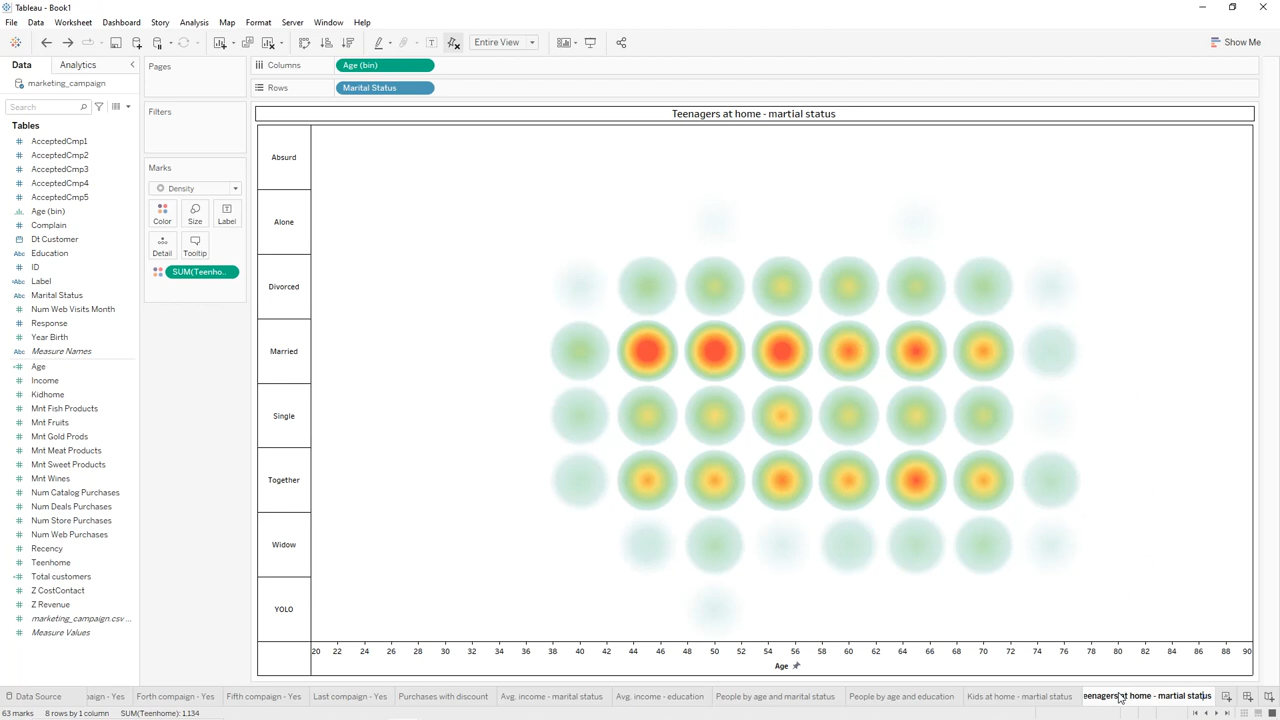 Tableau - Book1
File Data Worksheet Dashboard Story Analysis Map Format Server Window Help
Entire View Show Me
Data Analytics
marketing_campaign
Search
Tables
AcceptedCmp1
AcceptedCmp2
AcceptedCmp3
AcceptedCmp4
AcceptedCmp5
Age (bin)
Complain
Dt Customer
Abc Education
ID
Abc Label
Abc Marital Status
Num Web Visits Month
Response
Year Birth
Abc Measure Names
Age
Income
Kidhome
Mnt Fish Products
Mnt Fruits
Mnt Gold Prods
Mnt Meat Products
Mnt Sweet Products
Mnt Wines
Num Catalog Purchases
Num Deals Purchases
Num Store Purchases
Num Web Purchases
Recency
Teenhome
Total customers
Z CostContact
Z Revenue
marketing_campaign.csv ...
Measure Values
Pages
Filters
Marks
Density
Color Size Label
Detail Tooltip
SUM(Teenho..
Columns Age (bin)
Rows Marital Status
Teenagers at home - martial status
Absurd
Alone
Divorced
Married
Single
Together
Widow
YOLO
20 22 24 26 28 30 32 34 36 38 40 42 44 46 48 50 52 54 56 58 60 62 64 66 68 70 72 74 76 78 80 82 84 86 88 90
Age
Data Source paign - Yes Forth compaign - Yes Fifth compaign - Yes Last compaign - Yes Purchases with discount Avg. income - marital status Avg. income - education People by age and marital status People by age and education Kids at home - martial status eenagers at home - martial status
63 marks 8 rows by 1 column SUM(Teenhome): 1,134